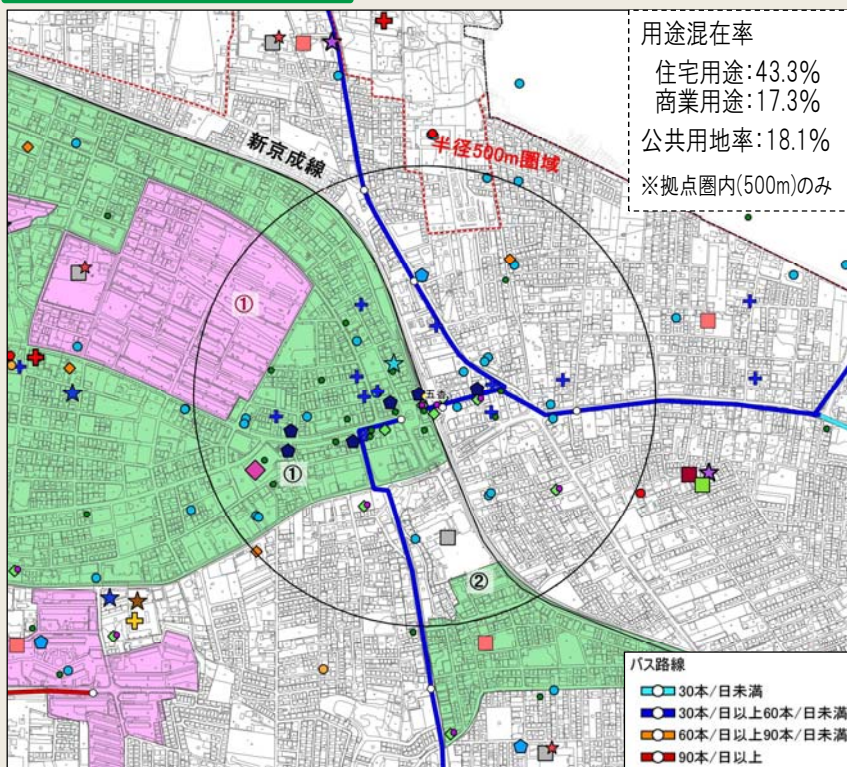 用途混在率
住宅用途:43.3%
商業用途:17.3%
公共用地率:18.1%
※拠点圏内(500m)のみ
新京成線
半径500m圏域
①
五香
①
②
バス路線
30本/日未満
30本/日以上60本/日未満
60本/日以上90本/日未満
90本/日以上